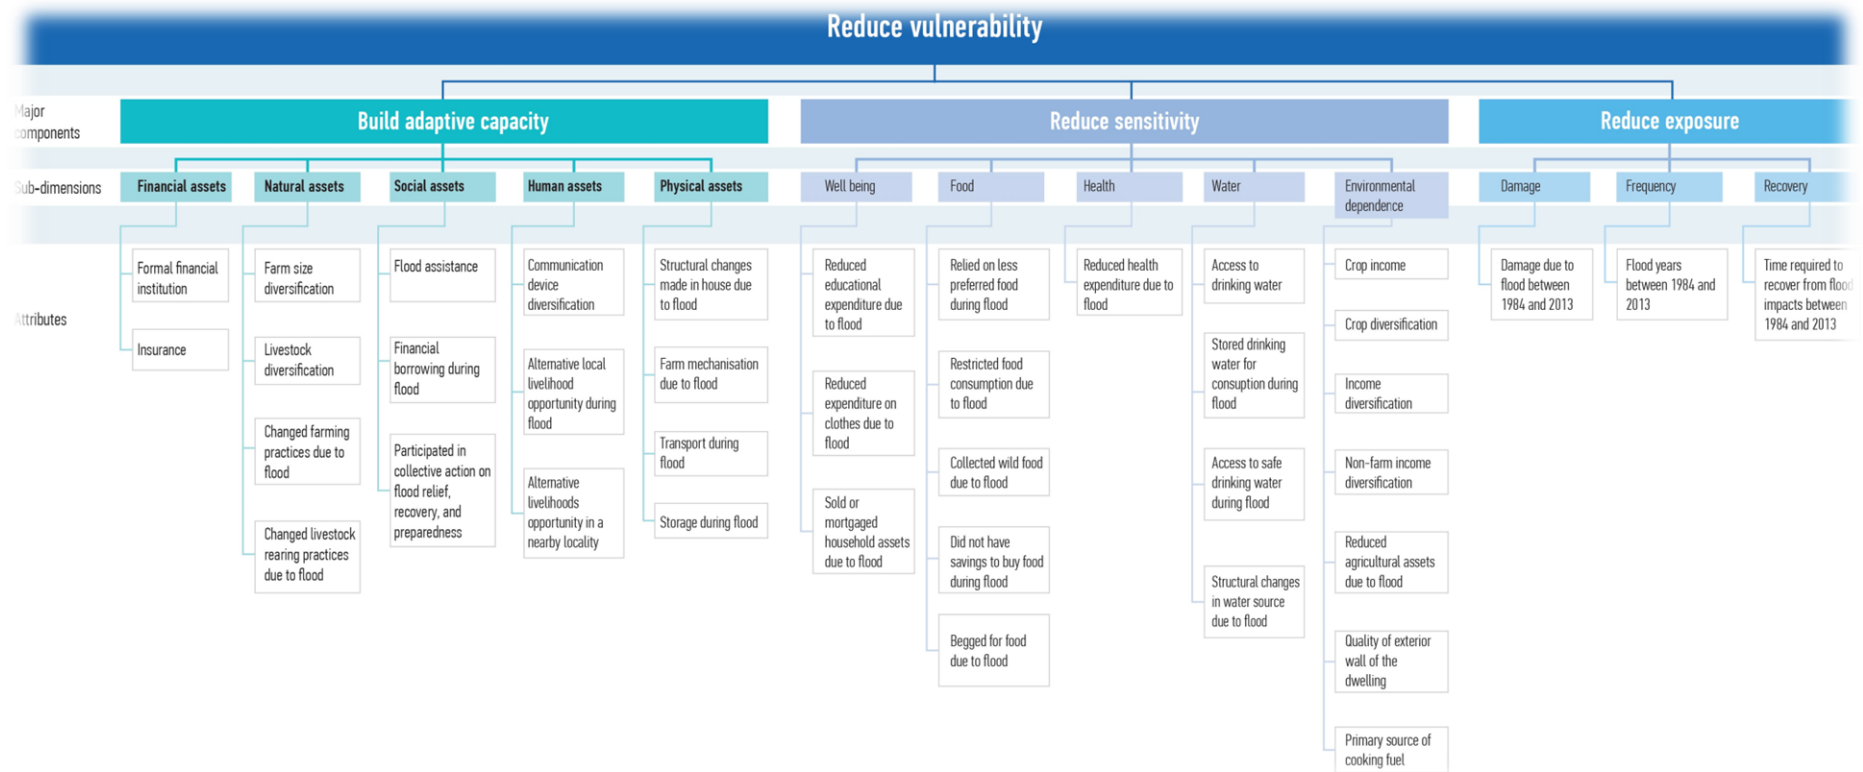 Reduce vulnerability
Major
components
Build adaptive capacity
Reduce sensitivity
Reduce exposure
Sub-dimensions
Financial assets
Natural assets
Social assets
Human assets
Physical assets
Well being
Food
Health
Water
Environmental
dependence
Damage
Frequency
Recovery
Attributes
Formal financial
institution
Insurance
Farm size
diversification
Livestock
diversification
Changed farming
practices due to
flood
Changed livestock
rearing practices
due to flood
Flood assistance
Financial
borrowing during
flood
Participated in
collective action on
flood relief,
recovery, and
preparedness
Communication
device
diversification
Alternative local
livelihood
opportunity during
flood
Alternative
livelihoods
opportunity in a
nearby locality
Structural changes
made in house due
to flood
Farm mechanisation
due to flood
Transport during
flood
Storage during flood
Reduced
educational
expenditure due
to flood
Reduced
expenditure on
clothes due to
flood
Sold or
mortgaged
household assets
due to flood
Relied on less
preferred food
during flood
Restricted food
consumption due
to flood
Collected wild food
due to flood
Did not have
savings to buy food
during flood
Begged for food
due to flood
Reduced health
expenditure due to
flood
Access to
drinking water
Stored drinking
water for
consuption during
flood
Access to safe
drinking water
during flood
Structural changes
in water source
due to flood
Crop income
Crop diversification
Income
diversification
Non-farm income
diversification
Reduced
agricultural assets
due to flood
Quality of exterior
wall of the
dwelling
Primary source of
cooking fuel
Damage due to
flood between
1984 and 2013
Flood years
between 1984 and
2013
Time required to
recover from flood
impacts between
1984 and 2013